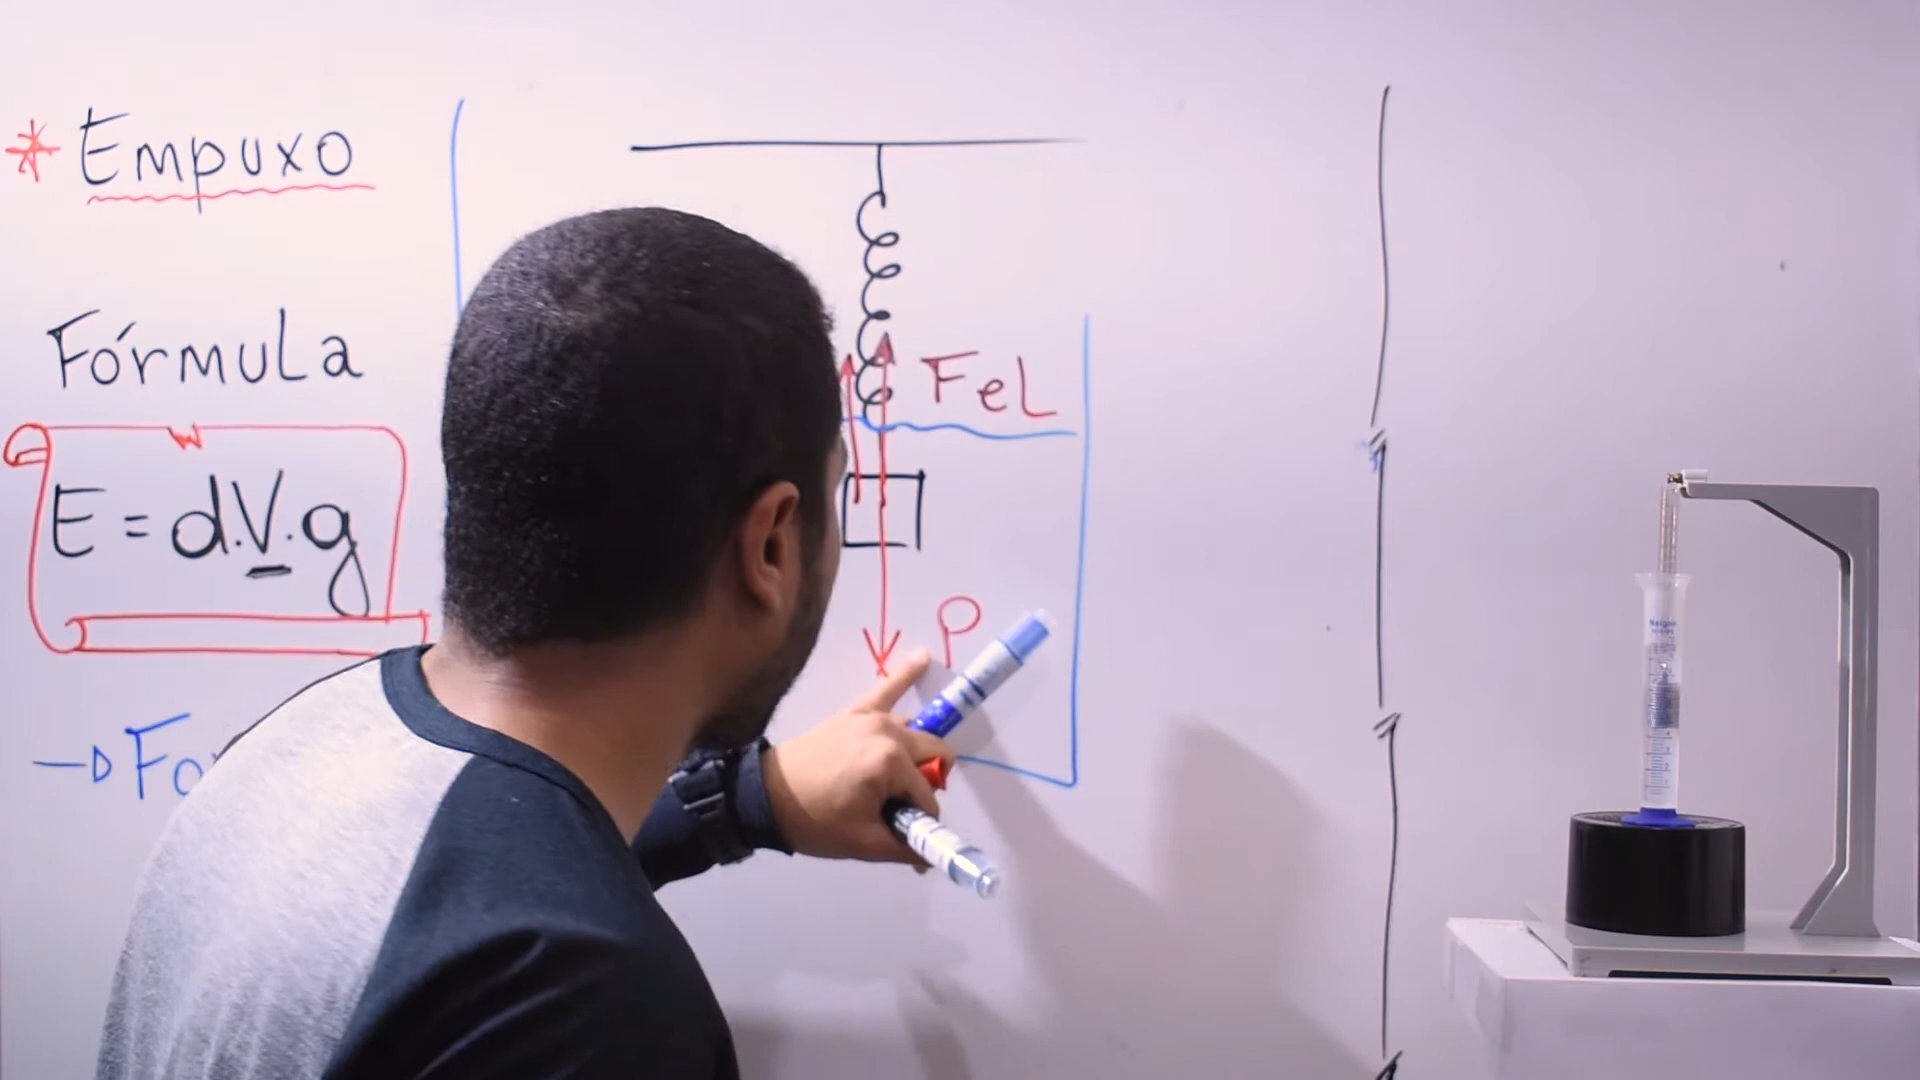 * Empuxo
Fórmula
E = d.V.g
FeL
P